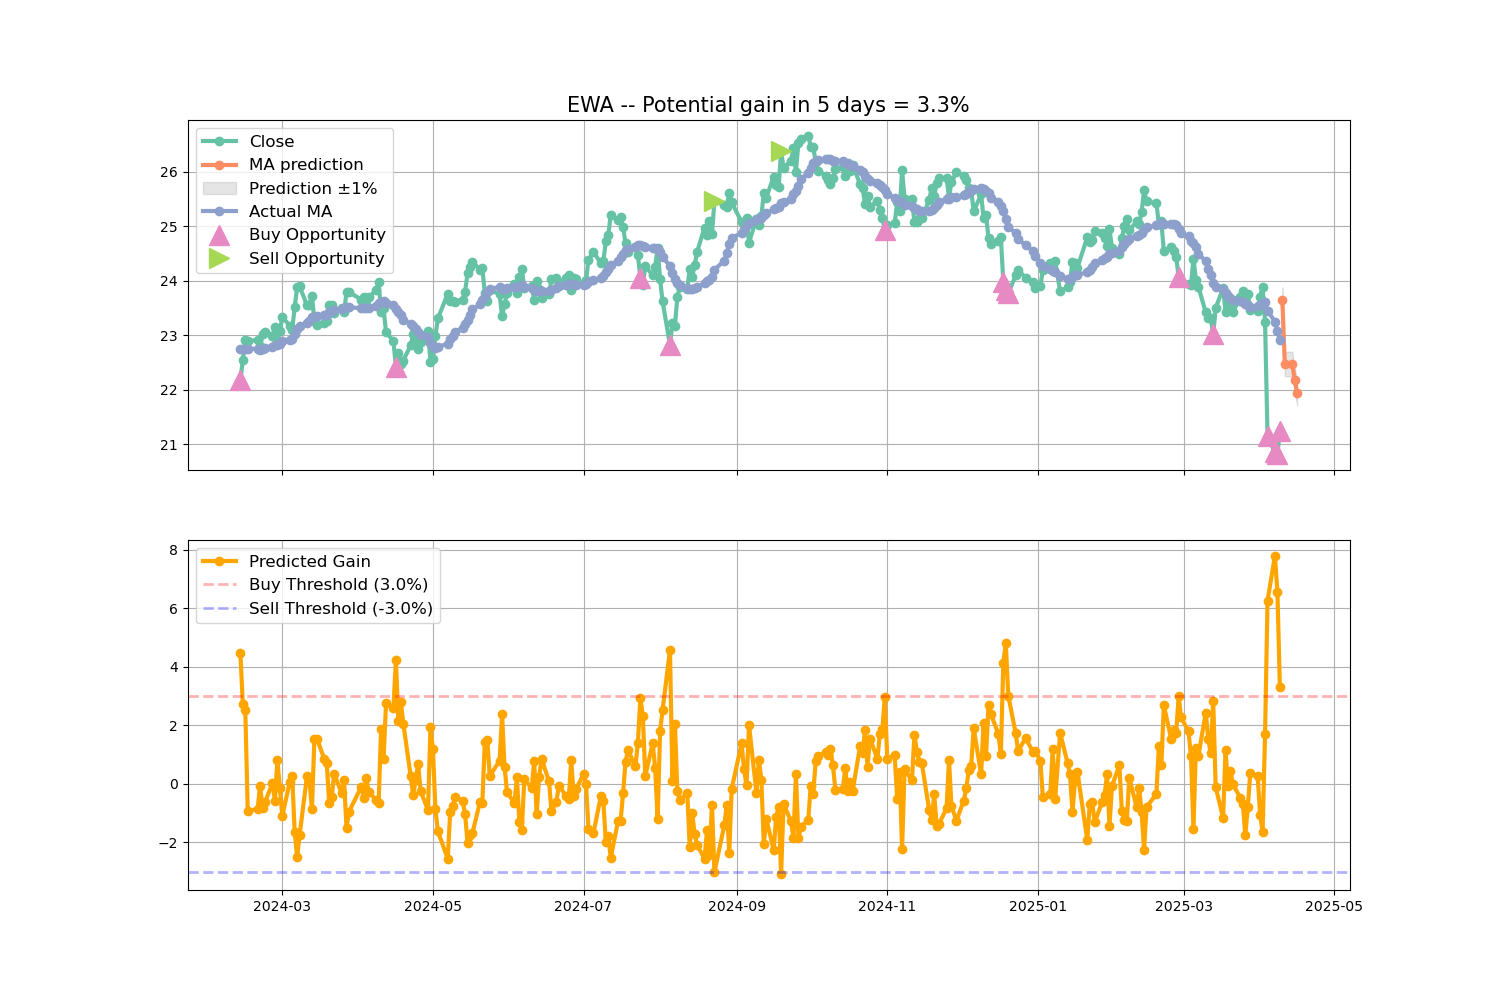 EWA -- Potential gain in 5 days = 3.3%
Close
MA prediction
Prediction ±1%
Actual MA
Buy Opportunity
Sell Opportunity
26
25
24
23
22
21
Predicted Gain
Buy Threshold (3.0%)
Sell Threshold (-3.0%)
8
6
4
2
0
−2
2024-03
2024-05
2024-07
2024-09
2024-11
2025-01
2025-03
2025-05